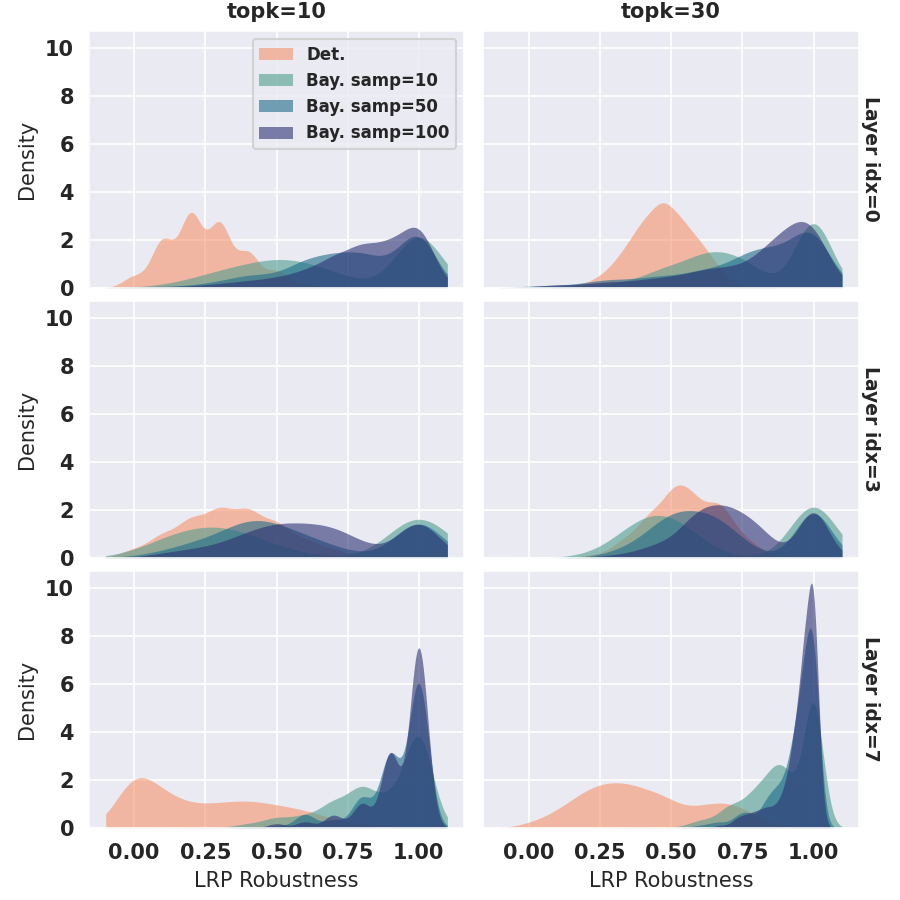 topk=10
topk=30
10
8
6
4
2
0
Density
Det.
Bay. samp=10
Bay. samp=50
Bay. samp=100
Layer idx=0
10
8
6
4
2
0
Density
Layer idx=3
10
8
6
4
2
0
Density
Layer idx=7
0.00 0.25 0.50 0.75 1.00
0.00 0.25 0.50 0.75 1.00
LRP Robustness
LRP Robustness